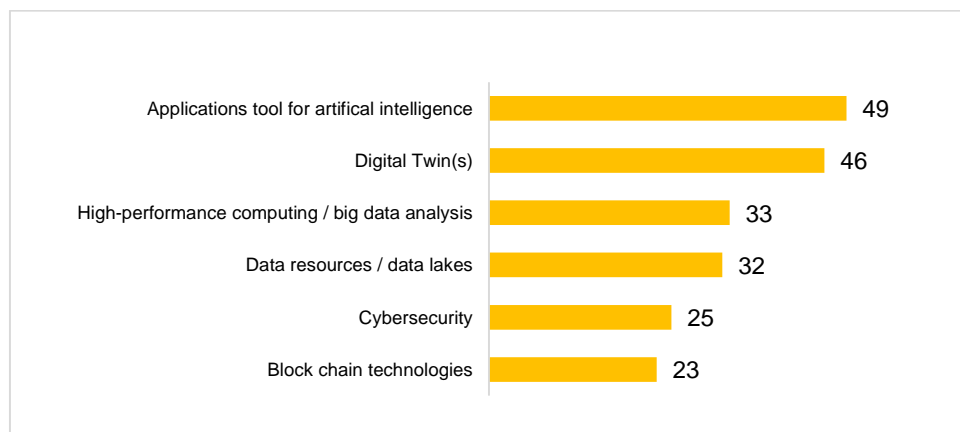 Applications tool for artifical intelligence 49
Digital Twin(s) 46
High-performance computing / big data analysis 33
Data resources / data lakes 32
Cybersecurity 25
Block chain technologies 23